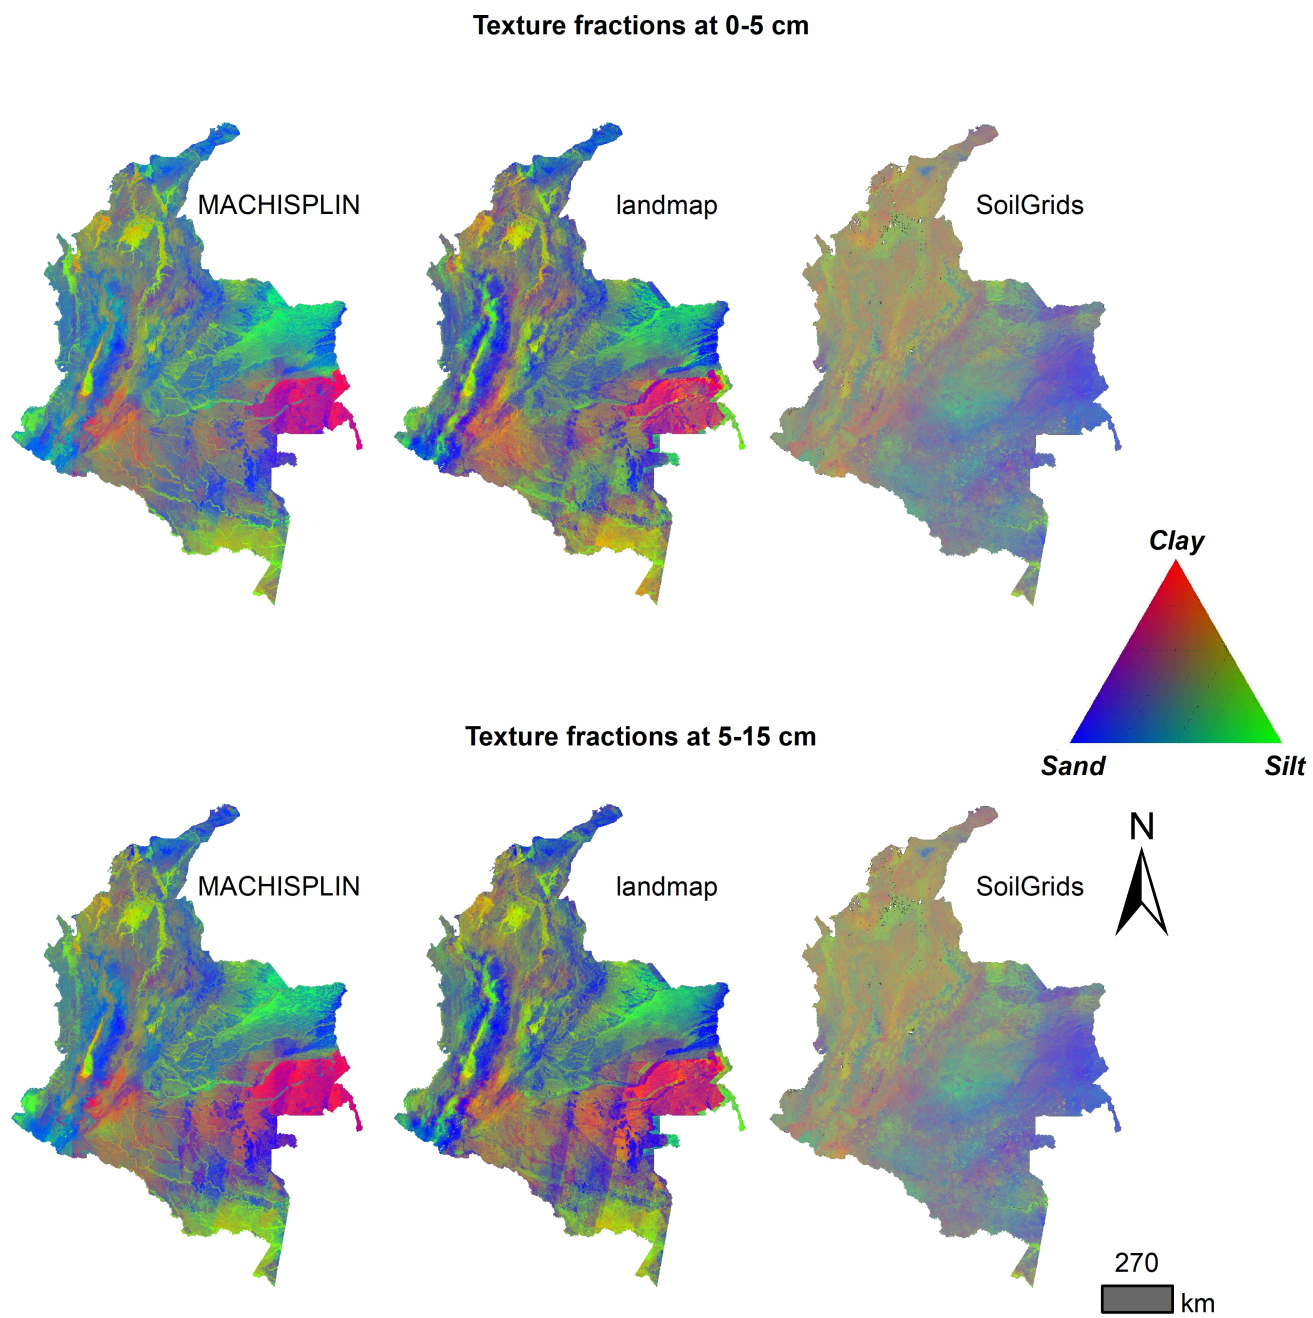 Texture fractions at 0-5 cm
MACHISPLIN
landmap
SoilGrids
Clay
Sand
Silt
Texture fractions at 5-15 cm
MACHISPLIN
landmap
SoilGrids
N
270
km